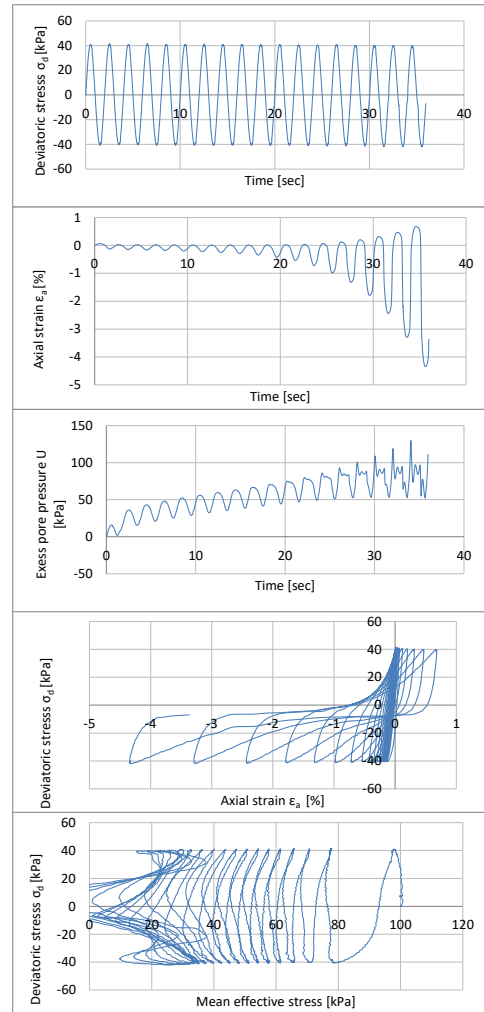 60
40
20
0
-20
-40
-60
0 10 20 30 40
Deviatoric stresss σd [kPa]
Time [sec]
1
0
-1
-2
-3
-4
-5
0 10 20 30 40
Axial strain εa [%]
Time [sec]
150
100
50
0
-50
0 10 20 30 40
Exess pore pressure U
[kPa]
Time [sec]
60
40
20
0
-20
-40
-60
-5 -4 -3 -2 -1 0 1
Deviatoric stresss σd [kPa]
Axial strain εa [%]
60
40
20
0
-20
-40
-60
0 20 40 60 80 100 120
Deviatoric stresss σd [kPa]
Mean effective stress [kPa]